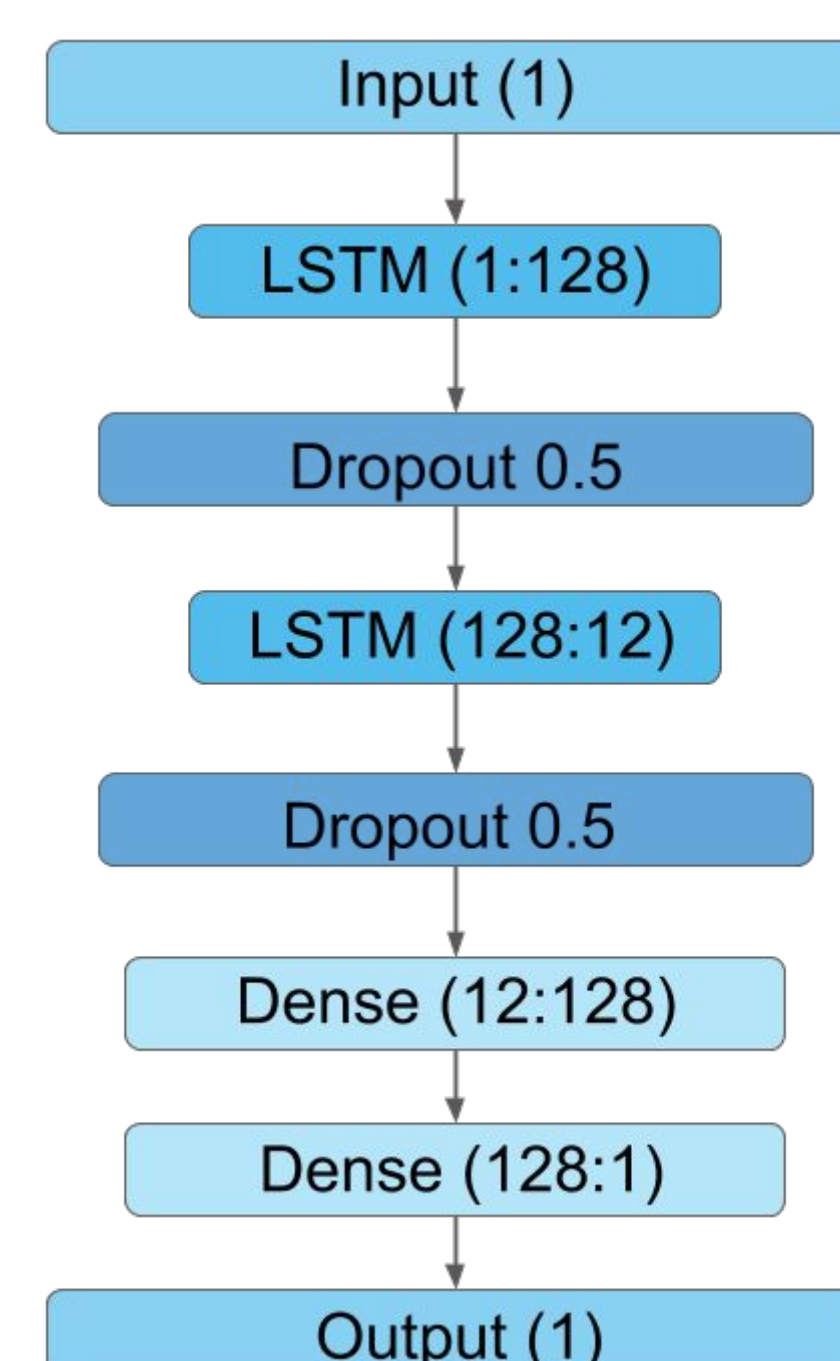 Input (1)
LSTM (1:128)
Dropout 0.5
LSTM (128:12)
Dropout 0.5
Dense (12:128)
Dense (128:1)
Output (1)